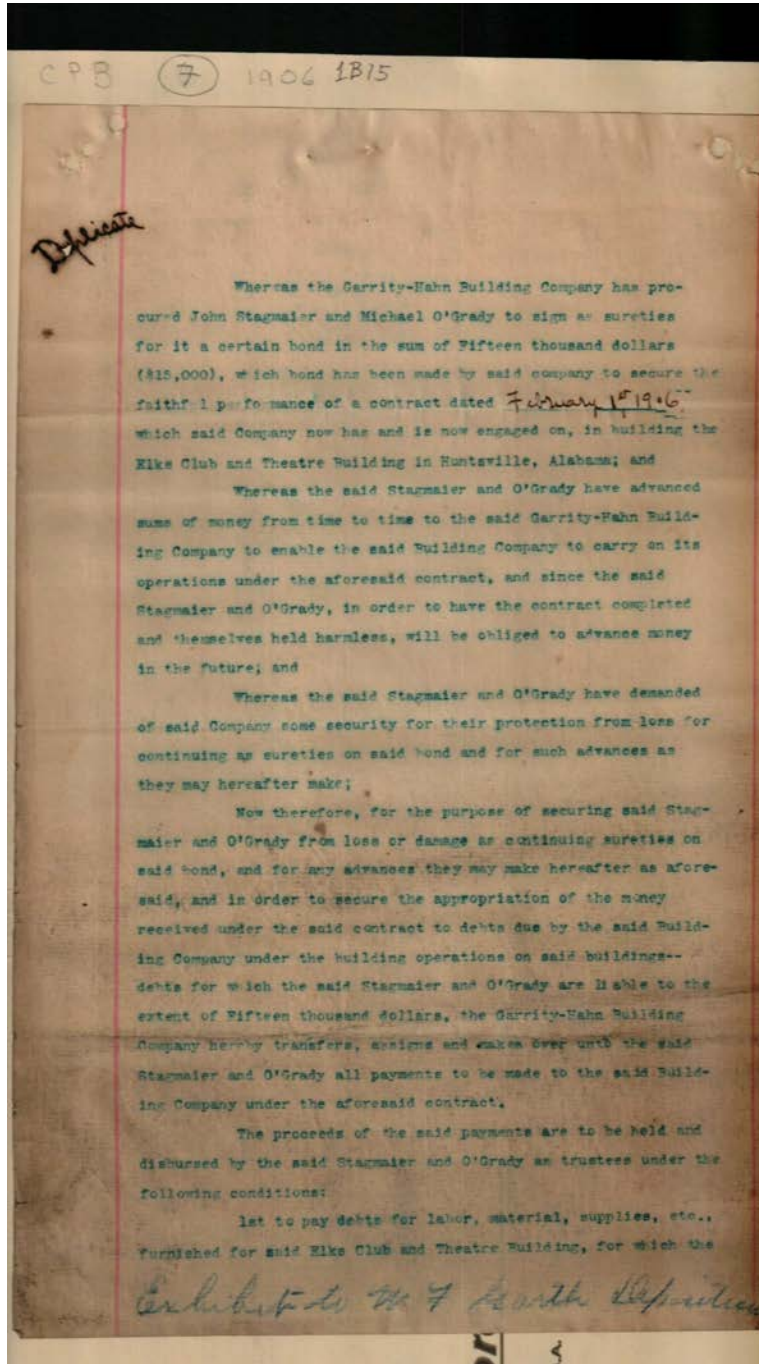 CPB 7 1906 1B15
Duplicate
Whereas the Garrity-Hahn Building Company has pro-
cured John Stagmaier and Michael O'Grady to sign as sureties
for it a certain bond in the sum of Fifteen thousand dollars
($15,000), which bond has been made by said company to secure the
faithf l pe fo mance of a contract dated February 1st 1906
which said Company now has and is now engaged on, in building the
Elks Club and Theatre Building in Huntsville, Alabama; and
Whereas the said Stagmaier and O'Grady have advanced
sums of money from time to time to the said Garrity-Hahn Build-
ing Company to enable the said Building Company to carry on its
operations under the aforesaid contract, and since the said
Stagmaier and O'Grady, in order to have the contract completed
and themselves held harmless, will be obliged to advance money
in the future; and
Whereas the said Stagmaier and O'Grady have demanded
of said Company some security for their protection from loss for
continuing as sureties on said bond and for such advances as
they may hereafter make;
Now therefore, for the purpose of securing said Stag-
maier and O'Grady from loss or damage as continuing sureties on
said bond, and for any advances they may make hereafter as afore-
said, and in order to secure the appropriation of the money
received under the said contract to debts due by the said Build-
ing Company under the building operations on said buildings--
debts for which the said Stagmaier and O'Grady are liable to the
extent of Fifteen thousand dollars, the Garrity-Hahn Building
Company hereby transfers, assigns and makes over unto the said
Stagmaier and O'Grady all payments to be made to the said Build-
ing Company under the aforesaid contract.
The proceeds of the said payments are to be held and
disbursed by the said Stagmaier and O'Grady as trustees under the
following conditions:
1st to pay debts for labor, material, supplies, etc.,
furnished for said Elks Club and Theatre Building, for which the
Exhibit to W F Garth Deposition
or